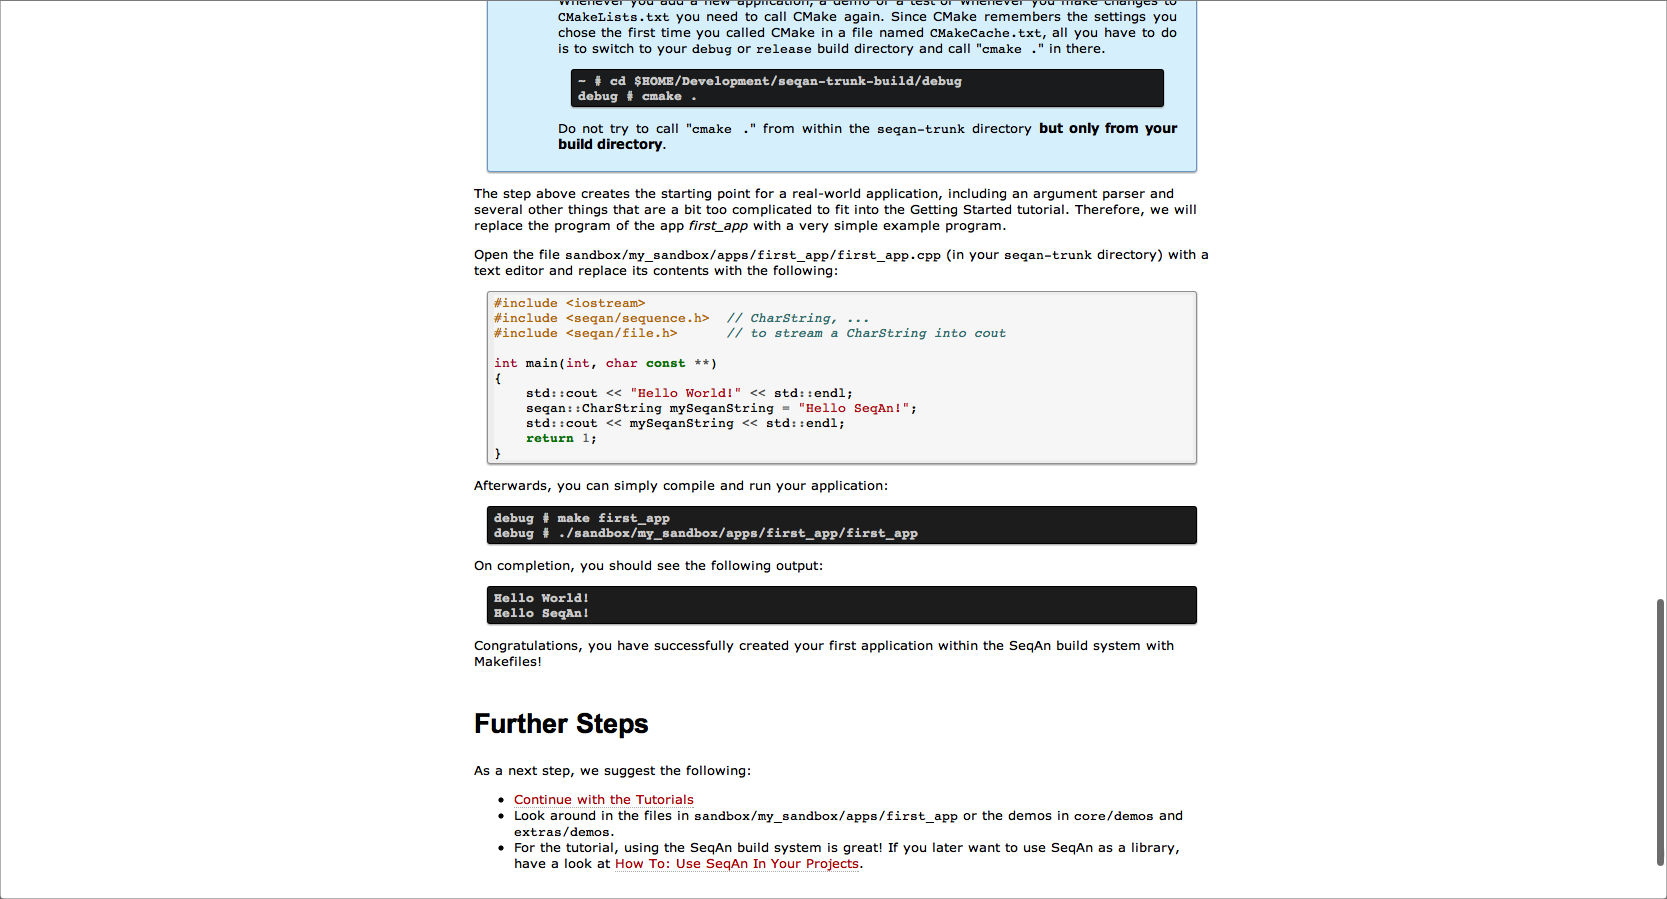 Whenever you add a new application, a demo or a test or whenever you make changes to
CMakeLists.txt you need to call CMake again. Since CMake remembers the settings you
chose the first time you called CMake in a file named CMakeCache.txt, all you have to do
is to switch to your debug or release build directory and call "cmake ." in there.
~ # cd $HOME/Development/seqan-trunk-build/debug
debug # cmake .
Do not try to call "cmake ." from within the seqan-trunk directory but only from your
build directory.
The step above creates the starting point for a real-world application, including an argument parser and
several other things that are a bit too complicated to fit into the Getting Started tutorial. Therefore, we will
replace the program of the app first_app with a very simple example program.
Open the file sandbox/my_sandbox/apps/first_app/first_app.cpp (in your seqan-trunk directory) with a
text editor and replace its contents with the following:
#include <iostream>
#include <seqan/sequence.h>  // CharString, ...
#include <seqan/file.h>      // to stream a CharString into cout
int main(int, char const **)
{
    std::cout << "Hello World!" << std::endl;
    seqan::CharString mySeqanString = "Hello SeqAn!";
    std::cout << mySeqanString << std::endl;
    return 1;
}
Afterwards, you can simply compile and run your application:
debug # make first_app
debug # ./sandbox/my_sandbox/apps/first_app/first_app
On completion, you should see the following output:
Hello World!
Hello SeqAn!
Congratulations, you have successfully created your first application within the SeqAn build system with
Makefiles!
Further Steps
As a next step, we suggest the following:
• Continue with the Tutorials
• Look around in the files in sandbox/my_sandbox/apps/first_app or the demos in core/demos and
extras/demos.
• For the tutorial, using the SeqAn build system is great! If you later want to use SeqAn as a library,
have a look at How To: Use SeqAn In Your Projects.